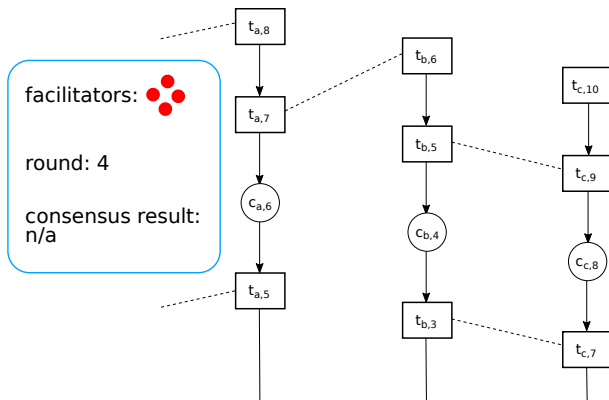 facilitators:
round: 4
consensus result:
n/a
t_a,8
t_a,7
c_a,6
t_a,5
t_b,6
t_b,5
c_b,4
t_b,3
t_c,10
t_c,9
c_c,8
t_c,7